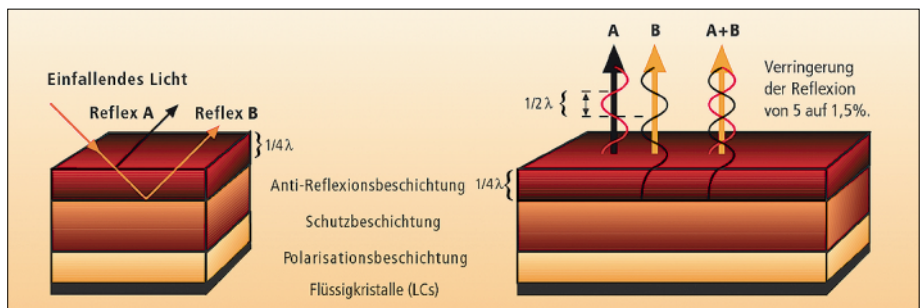 Einfallendes Licht
Reflex A
Reflex B
1/4λ
Anti-Reflexionsbeschichtung
Schutzbeschichtung
Polarisationsbeschichtung
Flüssigkristalle (LCs)
A
B
A+B
1/2λ
1/4λ
Verringerung
der Reflexion
von 5 auf 1,5%.